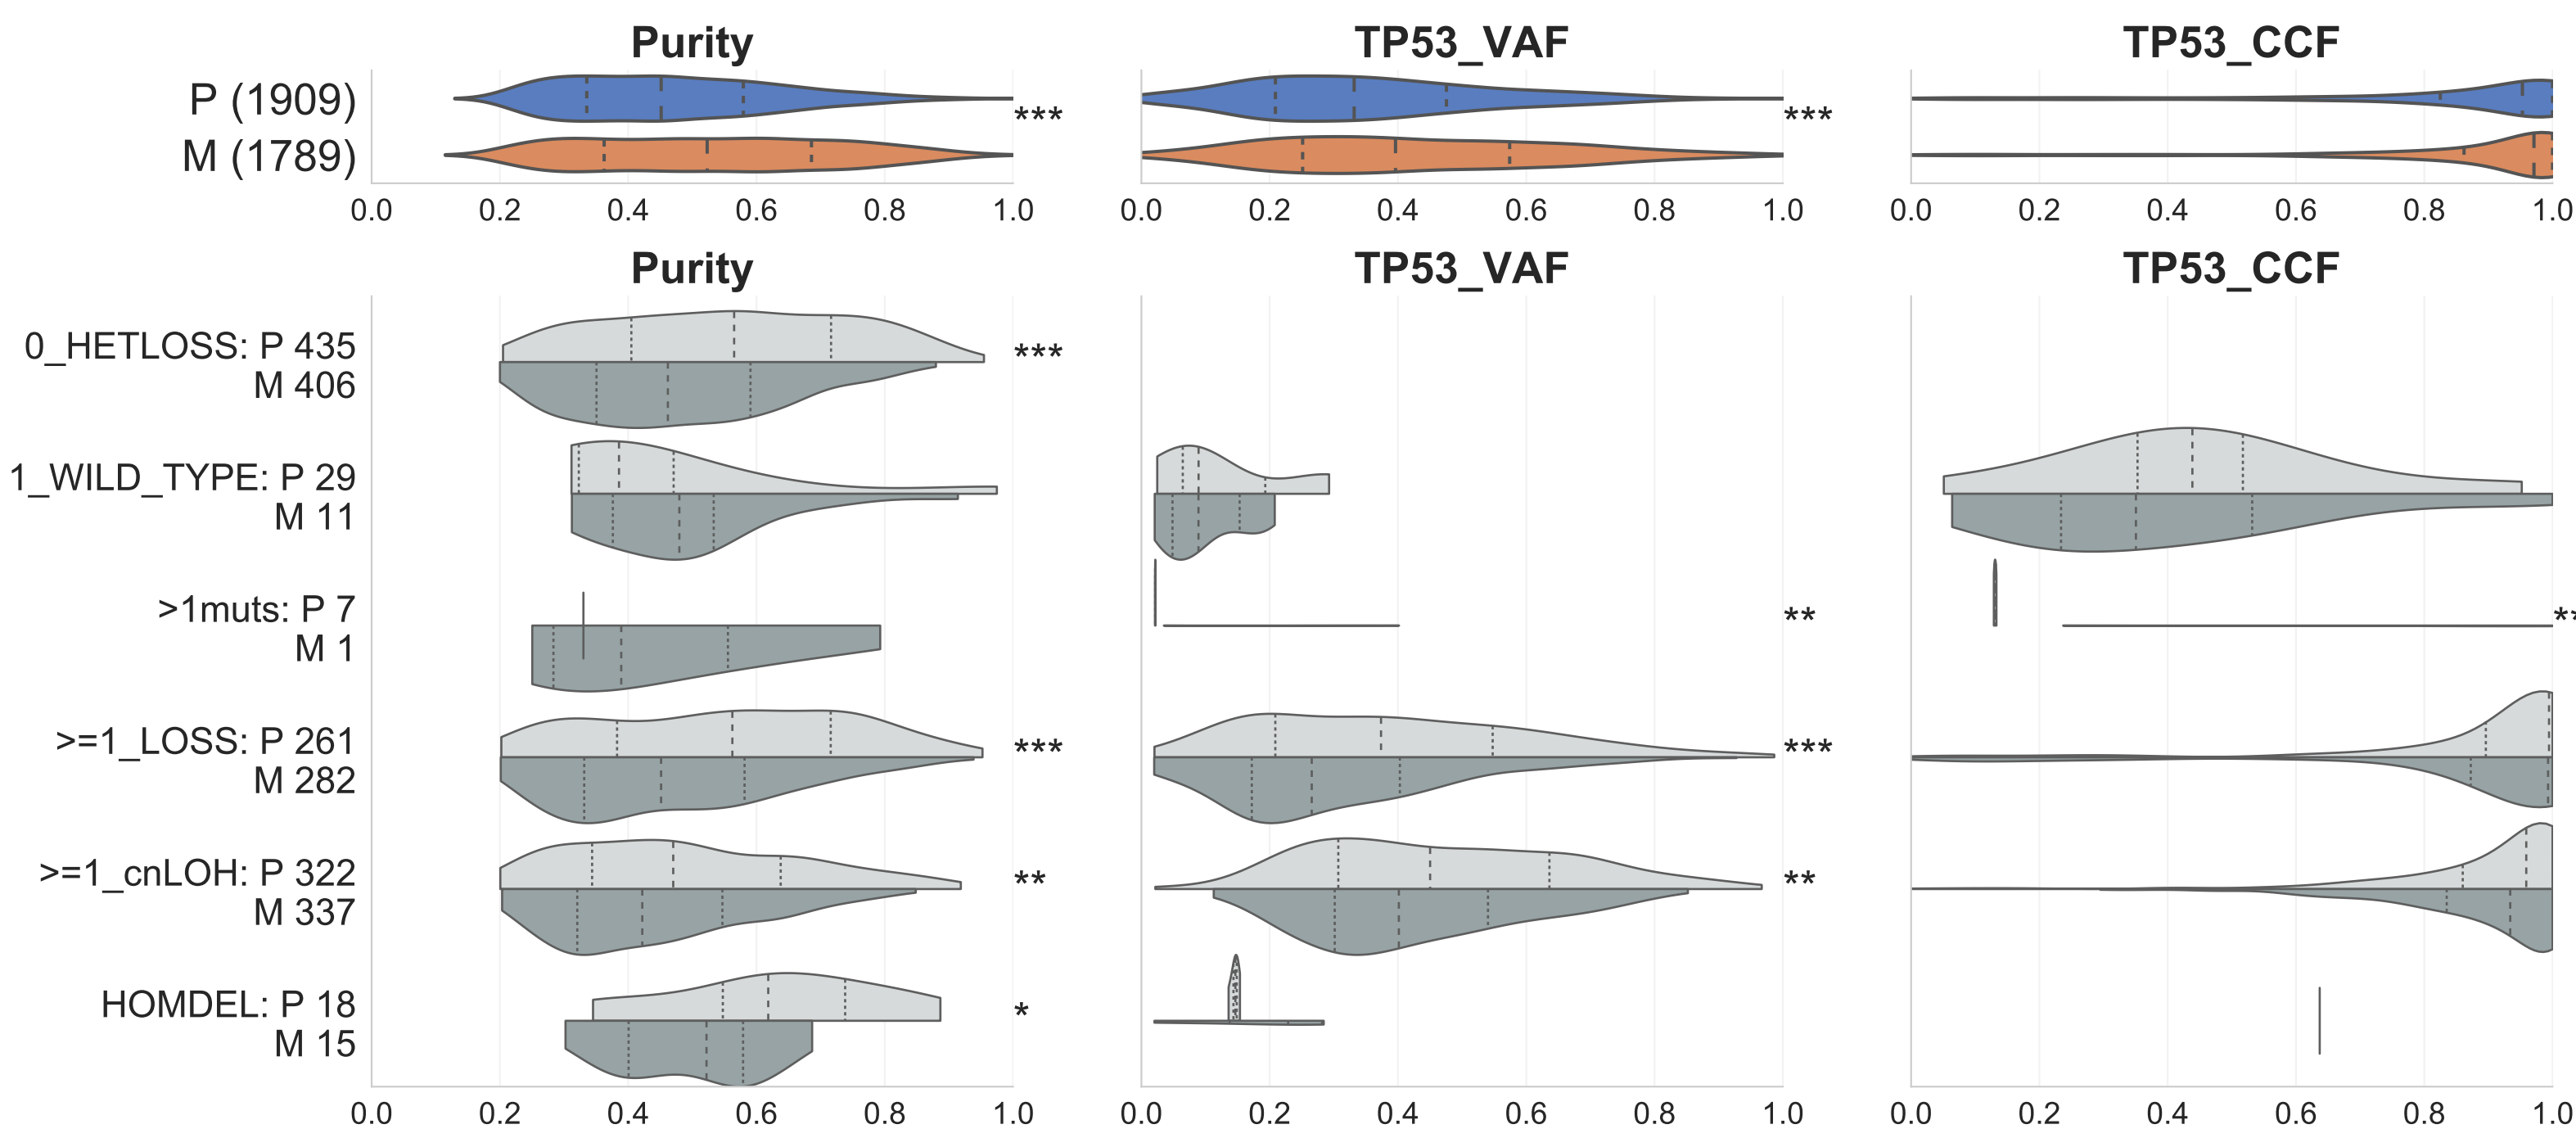 Purity TP53_VAF TP53_CCF
P (1909)
*** ***
M (1789)
0.0 0.2 0.4 0.6 0.8 1.0 0.0 0.2 0.4 0.6 0.8 1.0 0.0 0.2 0.4 0.6 0.8 1.0
Purity TP53_VAF TP53_CCF
0_HETLOSS: P 435 ***
M 406
1_WILD_TYPE: P 29
M 11
>1muts: P 7 ** **
M 1
>=1_LOSS: P 261 *** ***
M 282
>=1_cnLOH: P 322 ** **
M 337
HOMDEL: P 18 *
M 15
0.0 0.2 0.4 0.6 0.8 1.0 0.0 0.2 0.4 0.6 0.8 1.0 0.0 0.2 0.4 0.6 0.8 1.0